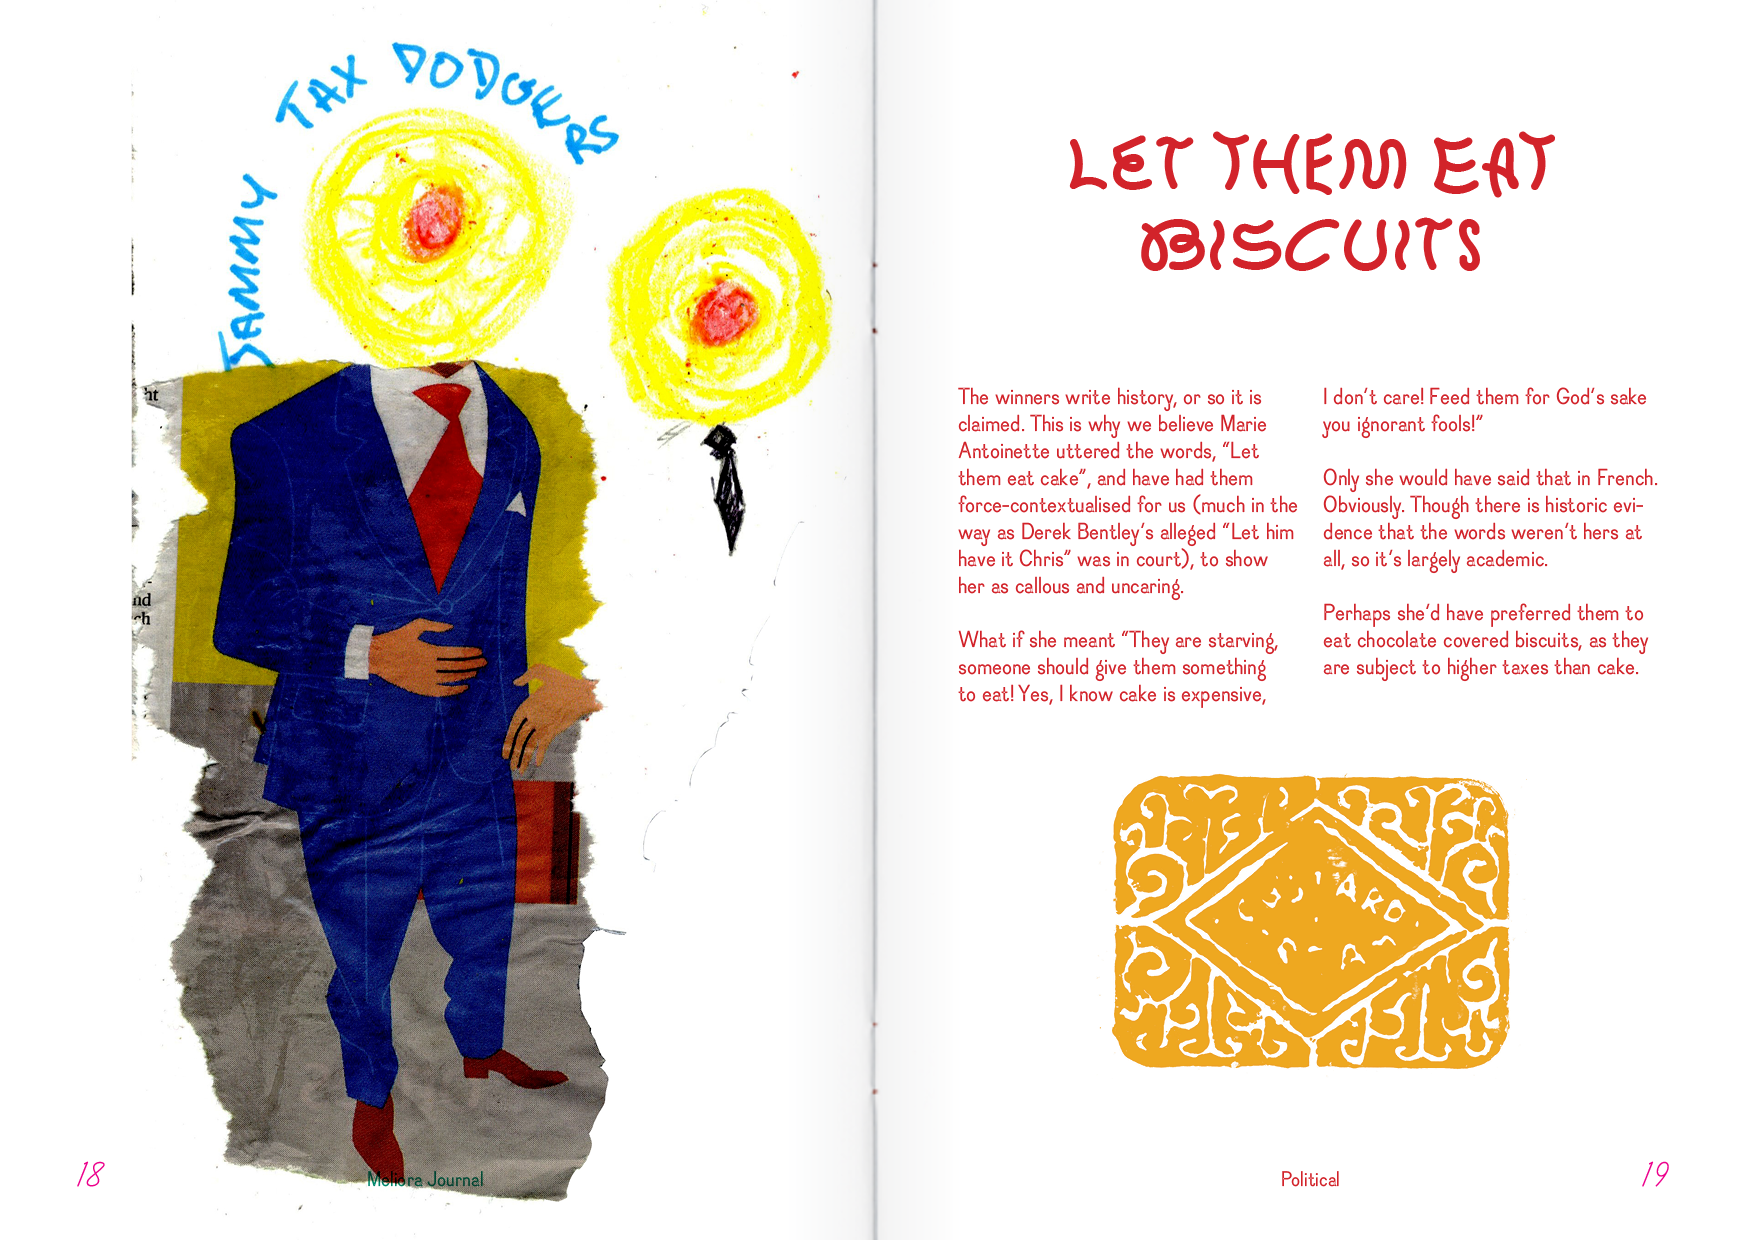 JAMMY TAX DODGERS
ht
nd
ch
18
Meliora Journal
LET THEM EAT
BISCUITS
The winners write history, or so it is
claimed. This is why we believe Marie
Antoinette uttered the words, “Let
them eat cake”, and have had them
force-contextualised for us (much in the
way as Derek Bentley’s alleged “Let him
have it Chris” was in court), to show
her as callous and uncaring.
What if she meant “They are starving,
someone should give them something
to eat! Yes, I know cake is expensive,
I don’t care! Feed them for God’s sake
you ignorant fools!”
Only she would have said that in French.
Obviously. Though there is historic evi-
dence that the words weren’t hers at
all, so it’s largely academic.
Perhaps she’d have preferred them to
eat chocolate covered biscuits, as they
are subject to higher taxes than cake.
Political
19